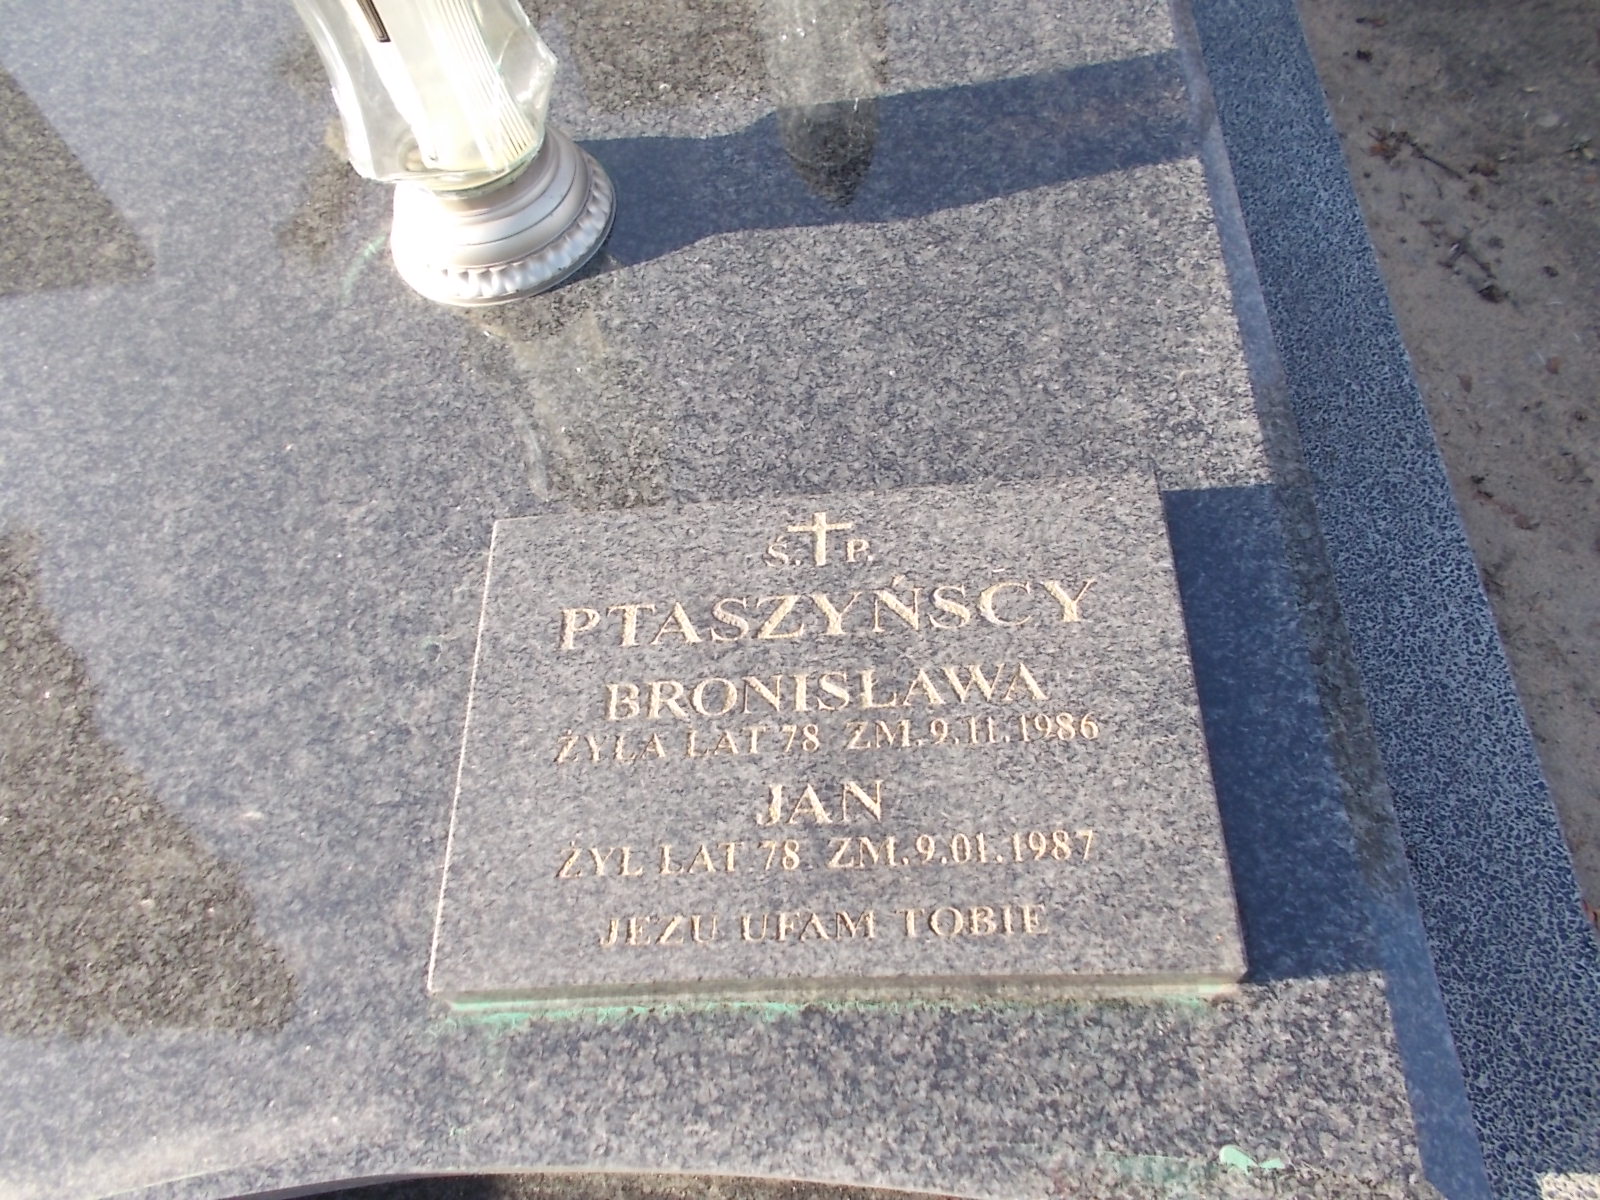 Ś. P.
PTASZYŃSCY
BRONISŁAWA
ŻYŁA LAT 78 ZM. 9.11.1986
JAN
ŻYŁ LAT 78 ZM. 9.01.1987
JEZU UFAM TOBIE